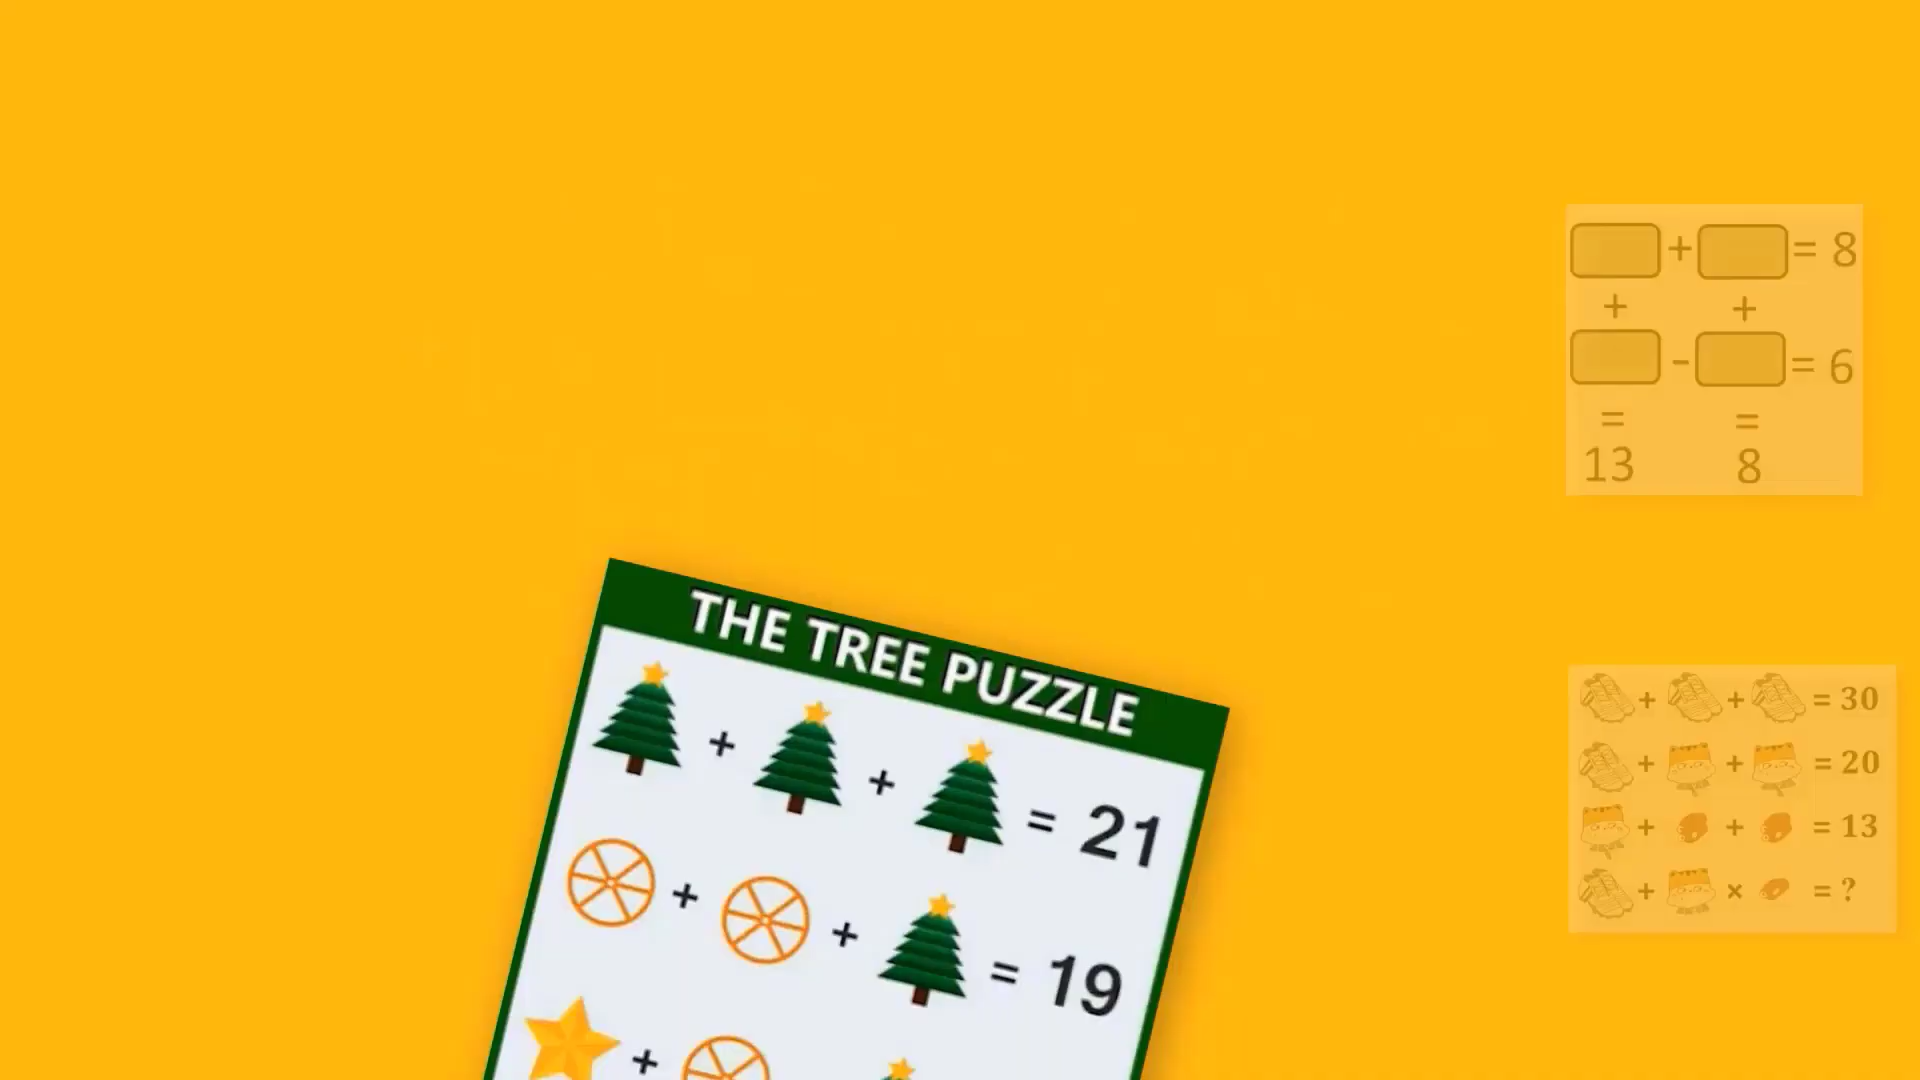 THE TREE PUZZLE
+ + = 21
+ + = 19
+
+ = 8
+ +
- = 6
= =
13 8
+ + = 30
+ + = 20
+ + = 13
+ × = ?